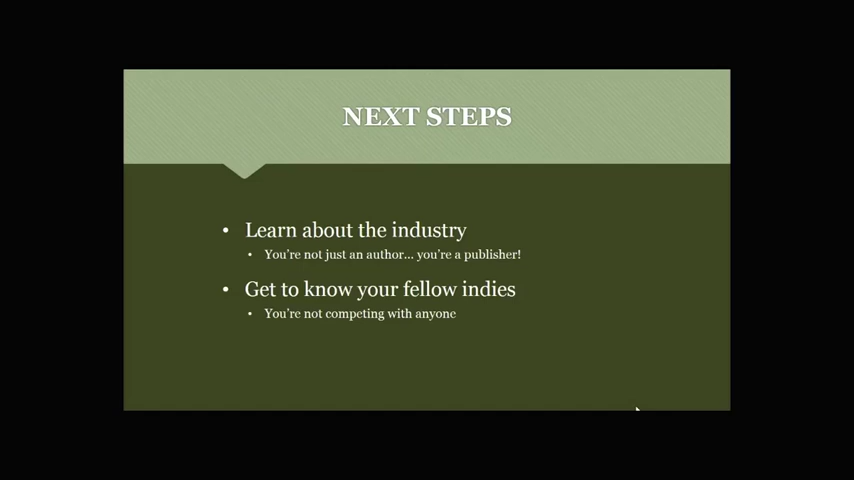 NEXT STEPS
• Learn about the industry
• You're not just an author... you're a publisher!
• Get to know your fellow indies
• You're not competing with anyone